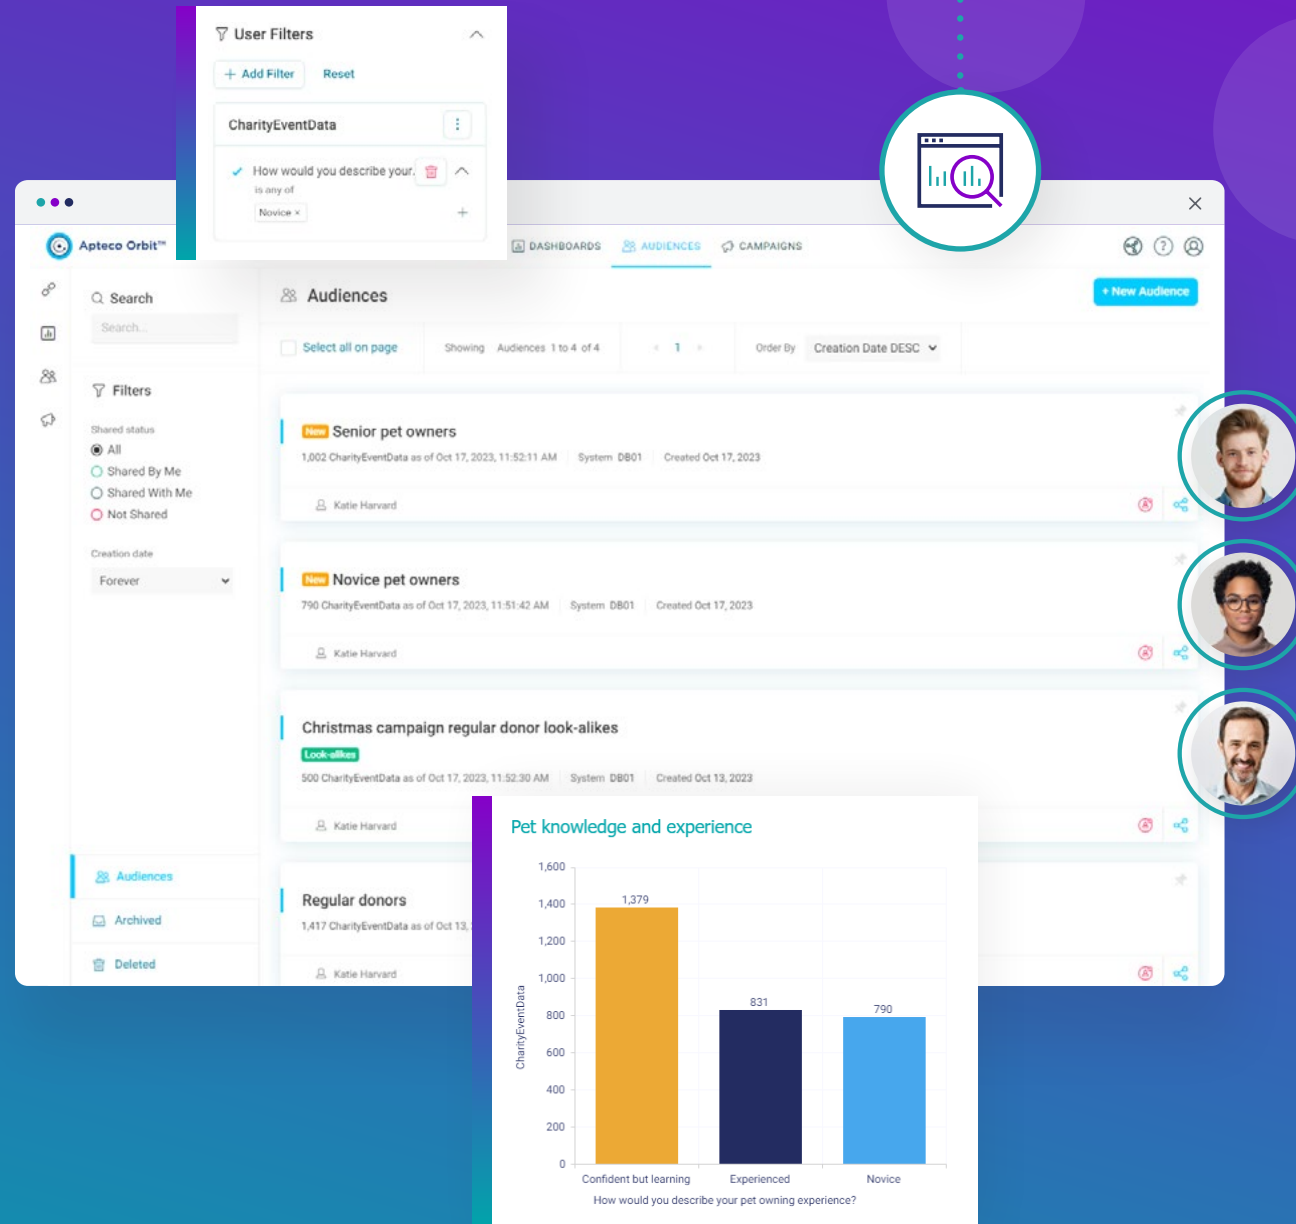 User Filters
+ Add Filter Reset
CharityEventData
How would you describe your.
is any of
Novice ×
Apteco Orbit™
DASHBOARDS AUDIENCES CAMPAIGNS
Search
Search...
Filters
Shared status
All
Shared By Me
Shared With Me
Not Shared
Creation date
Forever
Audiences
Archived
Deleted
Audiences
+ New Audience
Select all on page Showing Audiences 1 to 4 of 4 1 Order By Creation Date DESC
New Senior pet owners
1,002 CharityEventData as of Oct 17, 2023, 11:52:11 AM System DB01 Created Oct 17, 2023
Katie Harvard
New Novice pet owners
790 CharityEventData as of Oct 17, 2023, 11:51:42 AM System DB01 Created Oct 17, 2023
Katie Harvard
Christmas campaign regular donor look-alikes
Look-alikes
500 CharityEventData as of Oct 17, 2023, 11:52:30 AM System DB01 Created Oct 13, 2023
Katie Harvard
Regular donors
1,417 CharityEventData as of Oct 13,
Katie Harvard
Pet knowledge and experience
1,600
1,400
1,200
1,000
800
600
400
200
0
CharityEventData
1,379
831
790
Confident but learning Experienced Novice
How would you describe your pet owning experience?